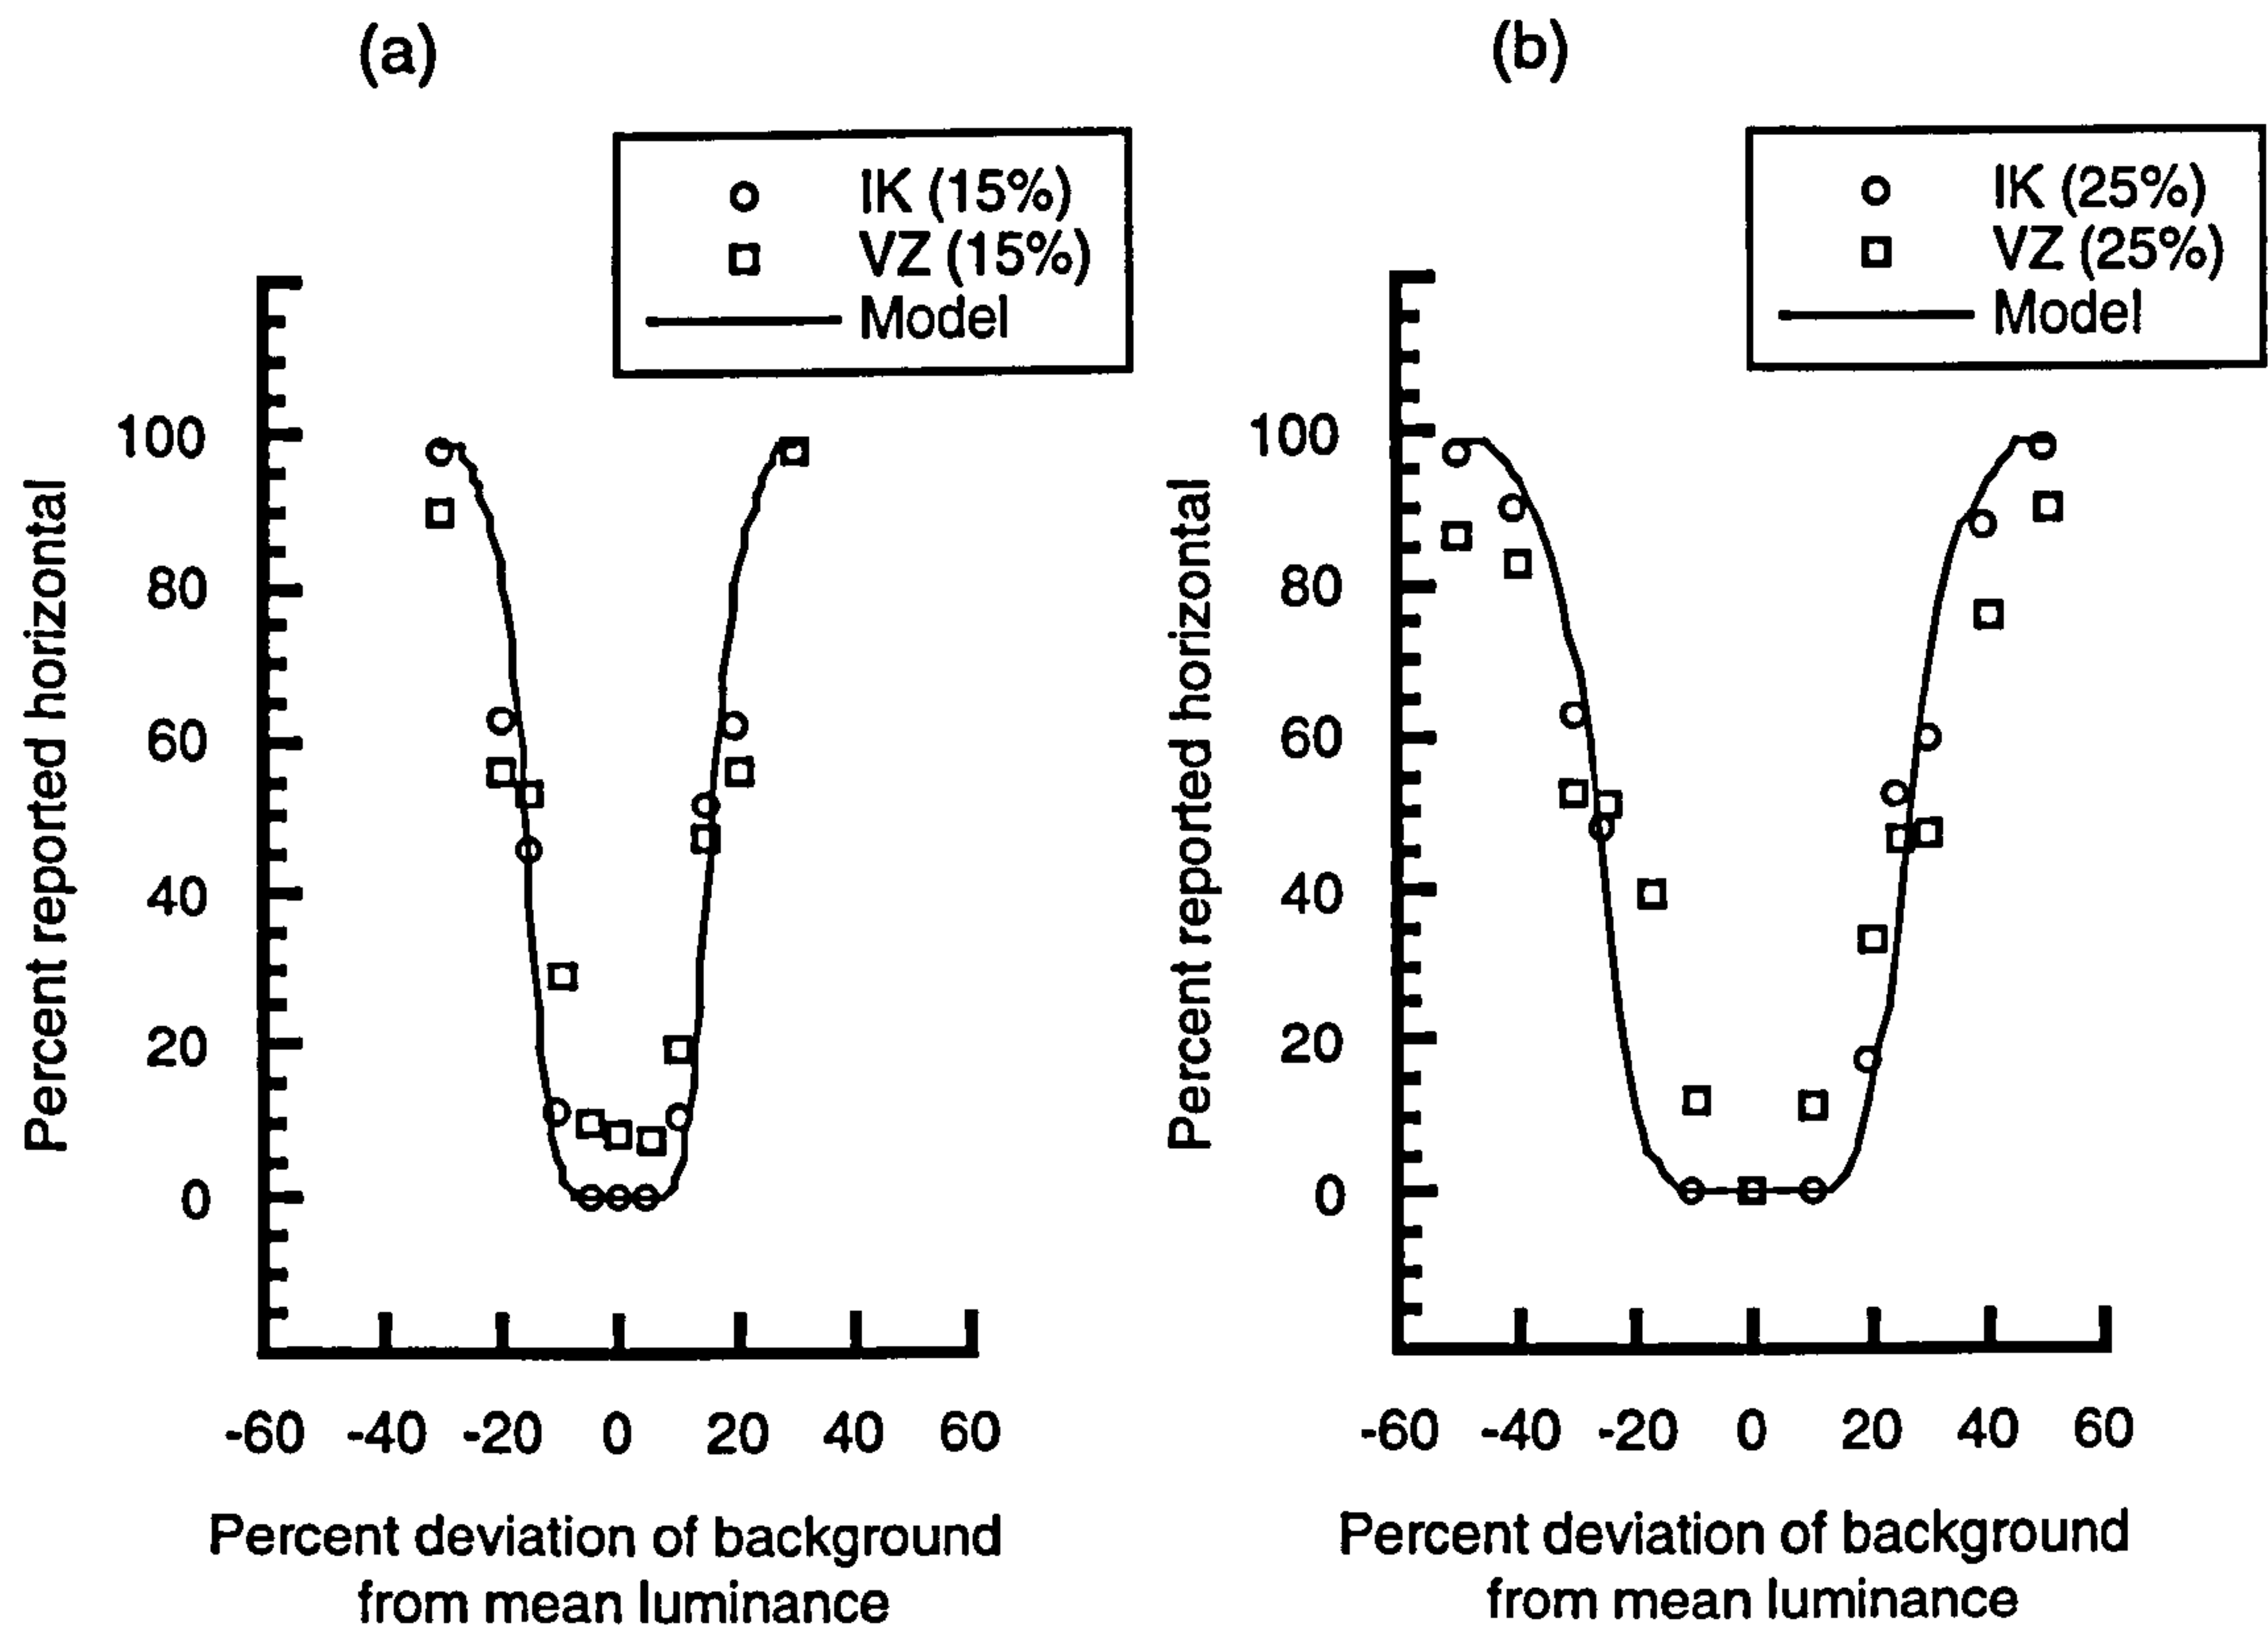 (a)
IK (15%)
VZ (15%)
Model
Percent reported horizontal
100
80
60
40
20
0
-60 -40 -20 0 20 40 60
Percent deviation of background
from mean luminance
(b)
IK (25%)
VZ (25%)
Model
Percent reported horizontal
100
80
60
40
20
0
-60 -40 -20 0 20 40 60
Percent deviation of background
from mean luminance